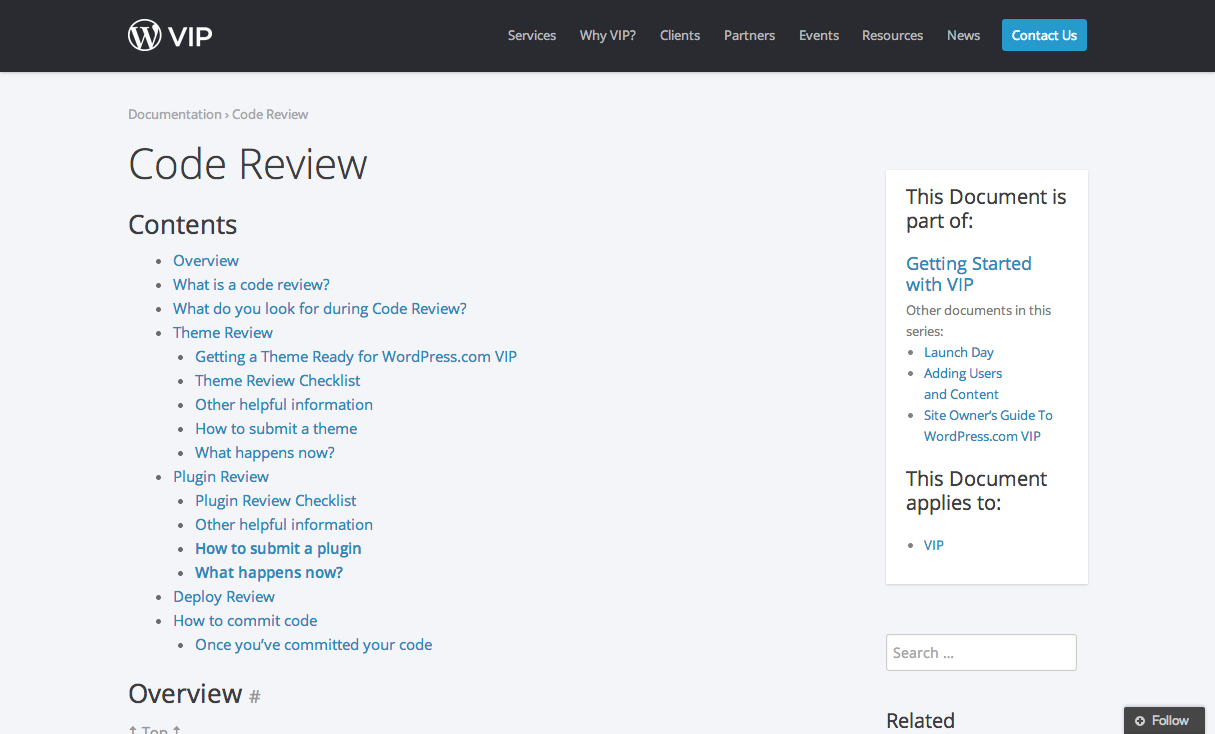 VIP
Services Why VIP? Clients Partners Events Resources News Contact Us
Documentation › Code Review
Code Review
Contents
Overview
What is a code review?
What do you look for during Code Review?
Theme Review
Getting a Theme Ready for WordPress.com VIP
Theme Review Checklist
Other helpful information
How to submit a theme
What happens now?
Plugin Review
Plugin Review Checklist
Other helpful information
How to submit a plugin
What happens now?
Deploy Review
How to commit code
Once you’ve committed your code
Overview #
↑ Top ↑
This Document is
part of:
Getting Started
with VIP
Other documents in this
series:
Launch Day
Adding Users
and Content
Site Owner’s Guide To
WordPress.com VIP
This Document
applies to:
VIP
Search ...
Related
Follow